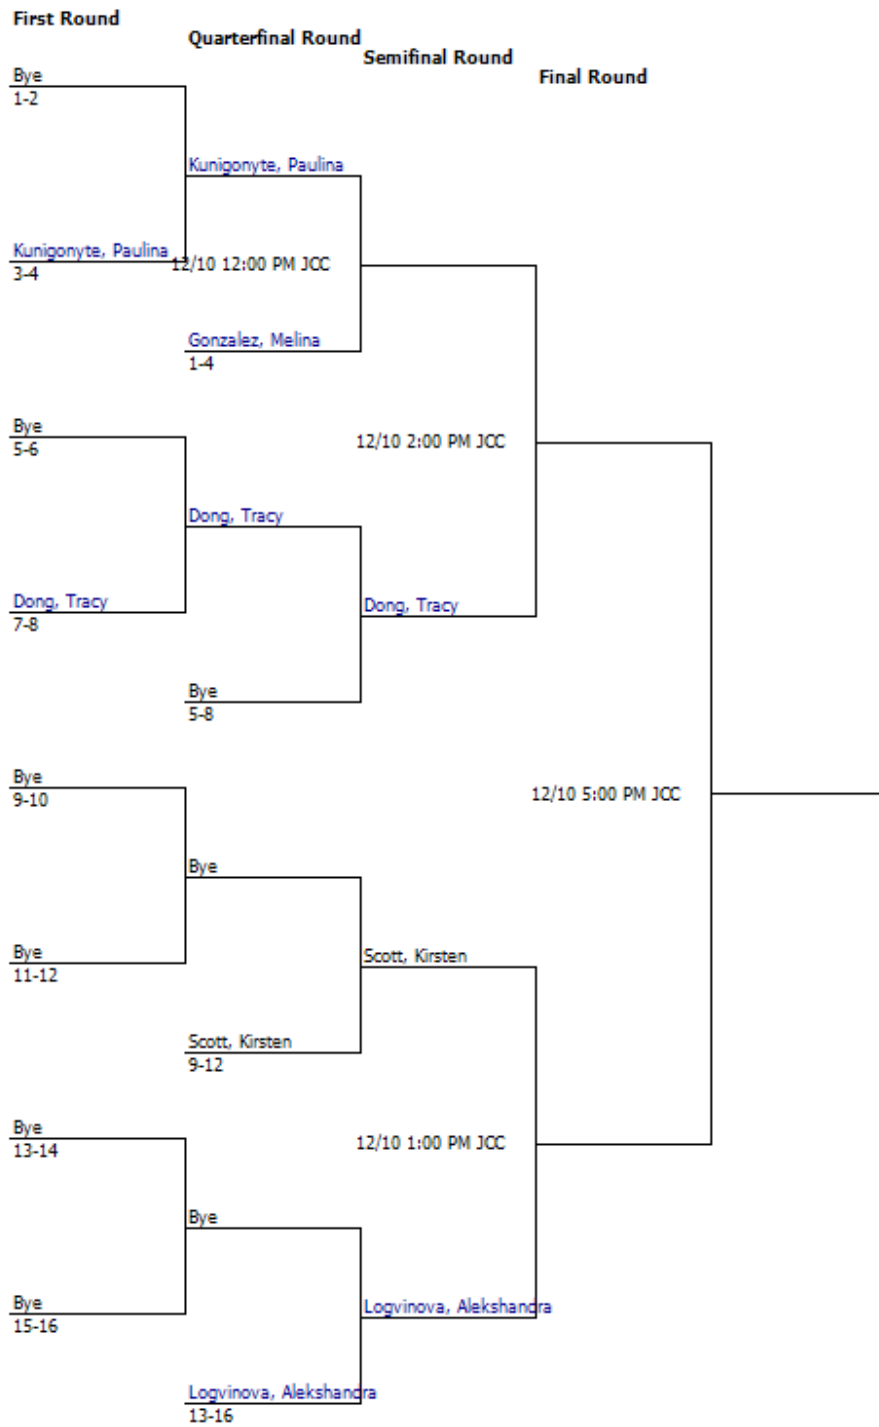 First Round
Quarterfinal Round
Semifinal Round
Final Round
Bye
1-2
Kunigonyte, Paulina
Kunigonyte, Paulina
3-4
12/10 12:00 PM JCC
Gonzalez, Melina
1-4
Bye
5-6
12/10 2:00 PM JCC
Dong, Tracy
Dong, Tracy
7-8
Dong, Tracy
Bye
5-8
Bye
9-10
12/10 5:00 PM JCC
Bye
Bye
11-12
Scott, Kirsten
Scott, Kirsten
9-12
Bye
13-14
12/10 1:00 PM JCC
Bye
Bye
15-16
Logvinova, Alekshandra
Logvinova, Alekshandra
13-16